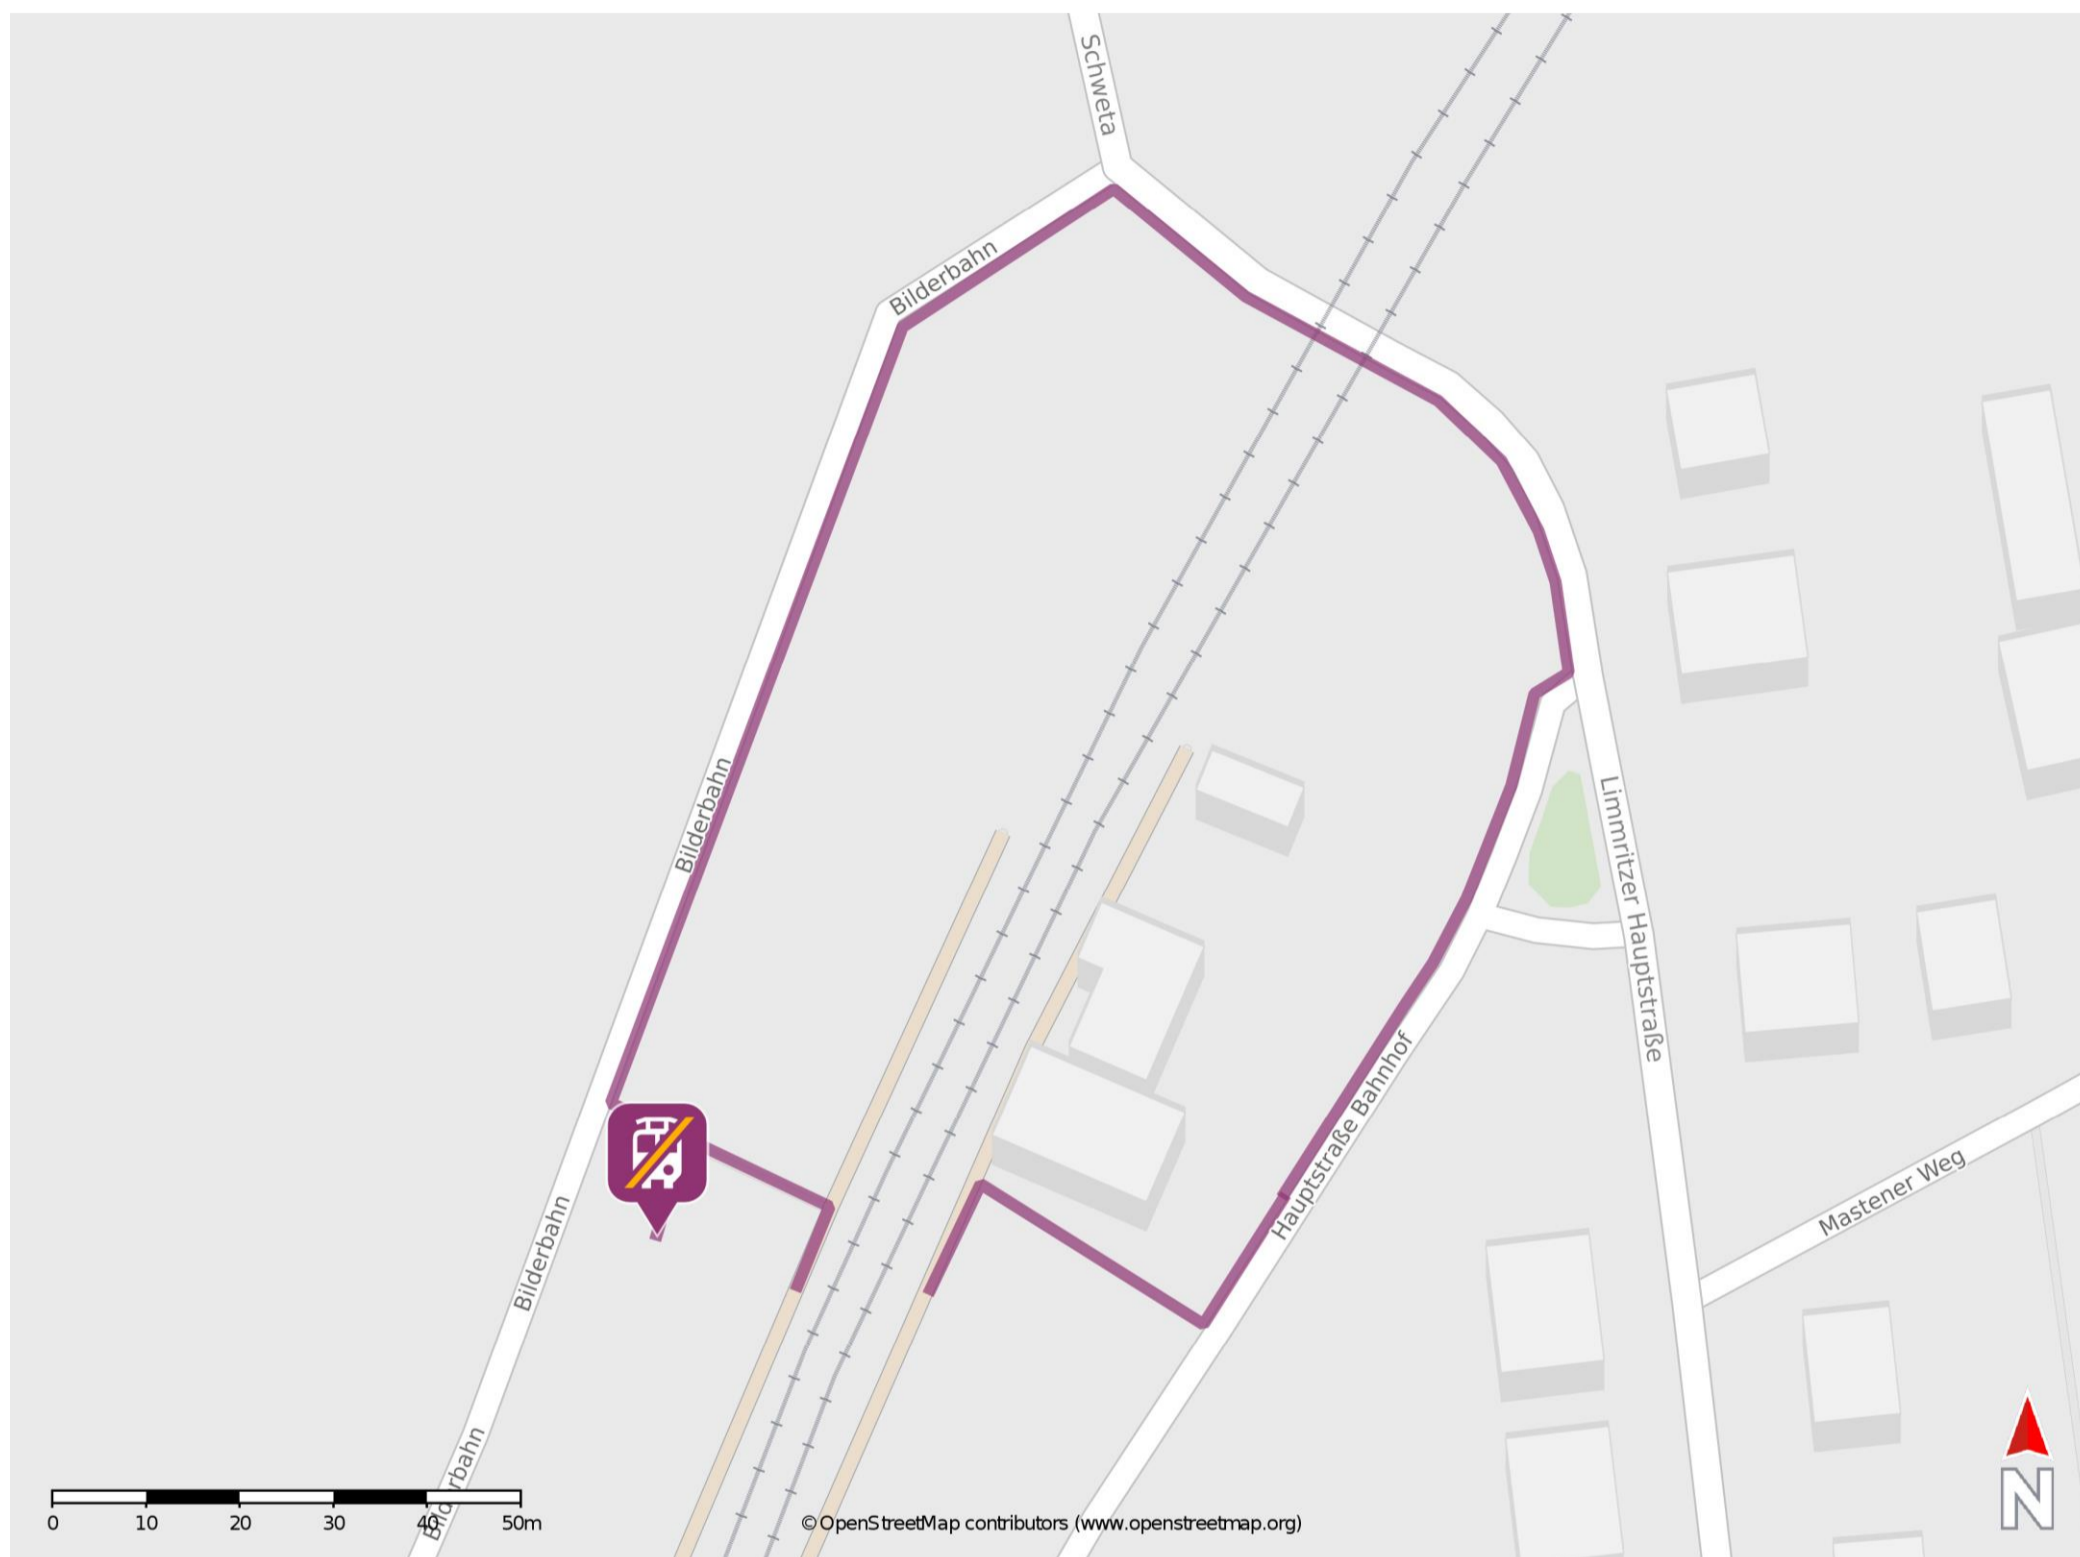 Schweta
Bilderbahn
Bilderbahn
Limmritzer Hauptstraße
Hauptstraße Bahnhof
Mastener Weg
Bilderbahn
Bilderbahn
0 10 20 30 40 50m
©OpenStreetMap contributors (www.openstreetmap.org)
N